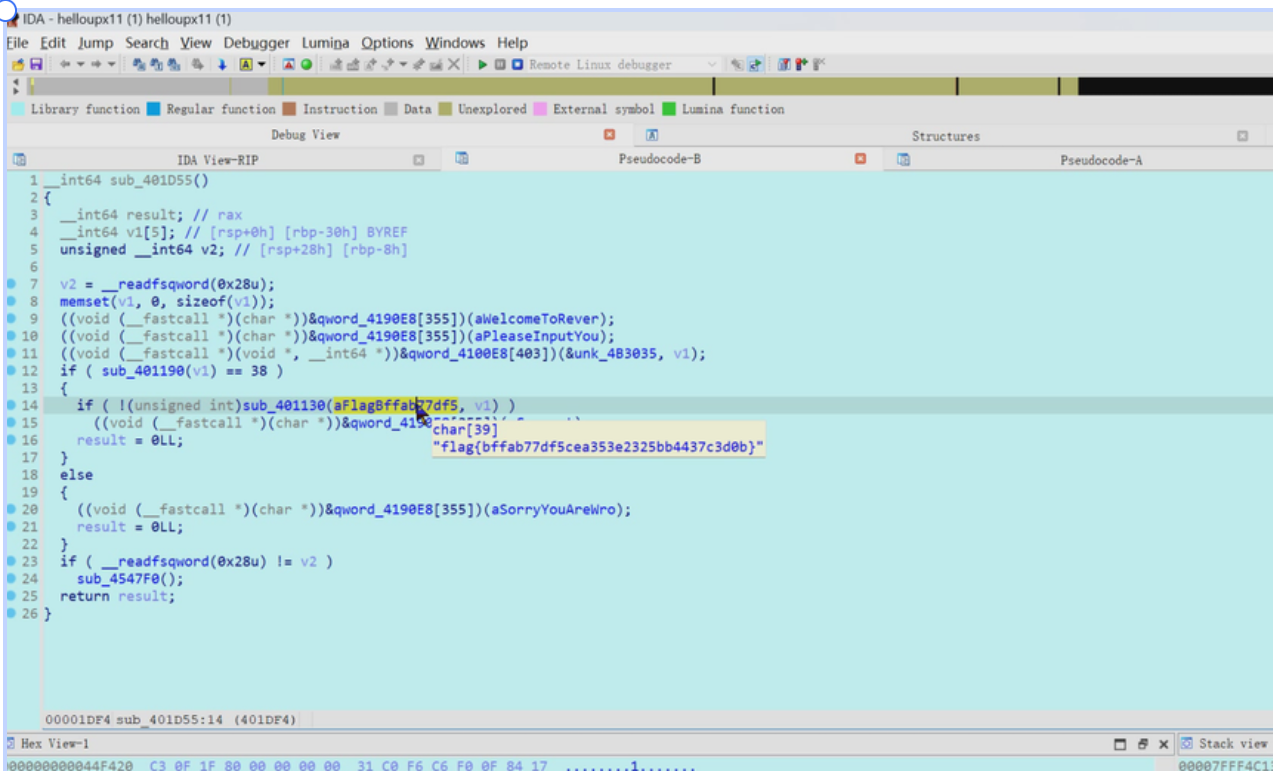 IDA - helloupx11 (1) helloupx11 (1)
File Edit Jump Search View Debugger Lumina Options Windows Help
Remote Linux debugger
Library function Regular function Instruction Data Unexplored External symbol Lumina function
Debug View Structures
IDA View-RIP Pseudocode-B Pseudocode-A
1 __int64 sub_401D55()
2 {
3 __int64 result; // rax
4 __int64 v1[5]; // [rsp+0h] [rbp-30h] BYREF
5 unsigned __int64 v2; // [rsp+28h] [rbp-8h]
6
7 v2 = __readfsqword(0x28u);
8 memset(v1, 0, sizeof(v1));
9 ((void (__fastcall *)(char *))&qword_4190E8[355])(aWelcomeToRever);
10 ((void (__fastcall *)(char *))&qword_4190E8[355])(aPleaseInputYou);
11 ((void (__fastcall *)(void *, __int64 *))&qword_4100E8[403])(&unk_4B3035, v1);
12 if ( sub_401190(v1) == 38 )
13 {
14 if ( !(unsigned int)sub_401130(aFlagBffab77df5, v1) )
15 ((void (__fastcall *)(char *))&qword_4190
char[39]
16 result = 0LL;
"flag{bffab77df5cea353e2325bb4437c3d0b}"
17 }
18 else
19 {
20 ((void (__fastcall *)(char *))&qword_4190E8[355])(aSorryYouAreWro);
21 result = 0LL;
22 }
23 if ( __readfsqword(0x28u) != v2 )
24 sub_4547F0();
25 return result;
26 }
00001DF4 sub_401D55:14 (401DF4)
Hex View-1 Stack view
00000000044F420 C3 0F 1F 80 00 00 00 00 31 C0 F6 C6 F0 0F 84 17 ........1....... 00007FFF4C13